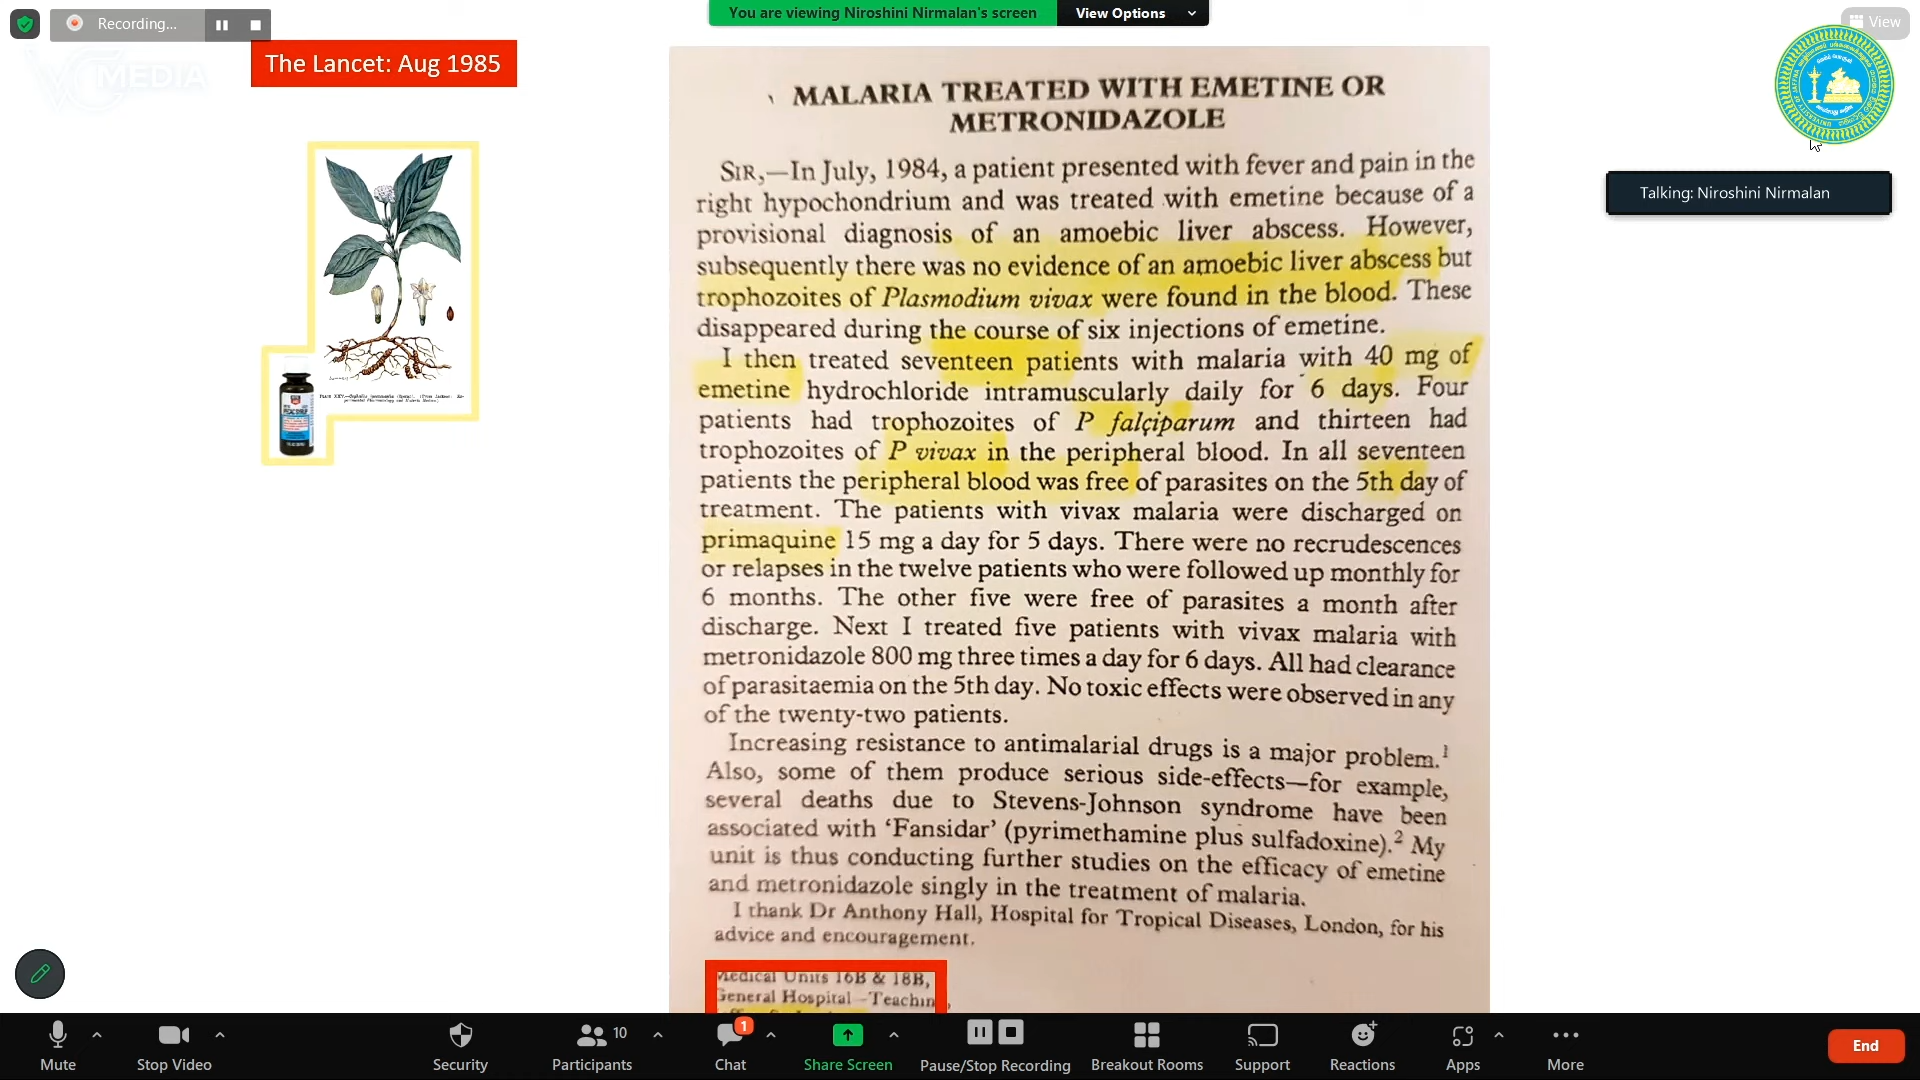 Recording...
You are viewing Niroshini Nirmalan's screen
View Options
View
VC MEDIA
The Lancet: Aug 1985
Talking: Niroshini Nirmalan
MALARIA TREATED WITH EMETINE OR
METRONIDAZOLE
SIR,—In July, 1984, a patient presented with fever and pain in the
right hypochondrium and was treated with emetine because of a
provisional diagnosis of an amoebic liver abscess. However,
subsequently there was no evidence of an amoebic liver abscess but
trophozoites of Plasmodium vivax were found in the blood. These
disappeared during the course of six injections of emetine.
I then treated seventeen patients with malaria with 40 mg of
emetine hydrochloride intramuscularly daily for 6 days. Four
patients had trophozoites of P falciparum and thirteen had
trophozoites of P vivax in the peripheral blood. In all seventeen
patients the peripheral blood was free of parasites on the 5th day of
treatment. The patients with vivax malaria were discharged on
primaquine 15 mg a day for 5 days. There were no recrudescences
or relapses in the twelve patients who were followed up monthly for
6 months. The other five were free of parasites a month after
discharge. Next I treated five patients with vivax malaria with
metronidazole 800 mg three times a day for 6 days. All had clearance
of parasitaemia on the 5th day. No toxic effects were observed in any
of the twenty-two patients.
Increasing resistance to antimalarial drugs is a major problem.¹
Also, some of them produce serious side-effects—for example,
several deaths due to Stevens-Johnson syndrome have been
associated with ‘Fansidar’ (pyrimethamine plus sulfadoxine).² My
unit is thus conducting further studies on the efficacy of emetine
and metronidazole singly in the treatment of malaria.
I thank Dr Anthony Hall, Hospital for Tropical Diseases, London, for his
advice and encouragement.
Medical Units 16B & 18B,
General Hospital—Teachin
Mute
Stop Video
Security
Participants 10
Chat 1
Share Screen
Pause/Stop Recording
Breakout Rooms
Support
Reactions
Apps
More
End